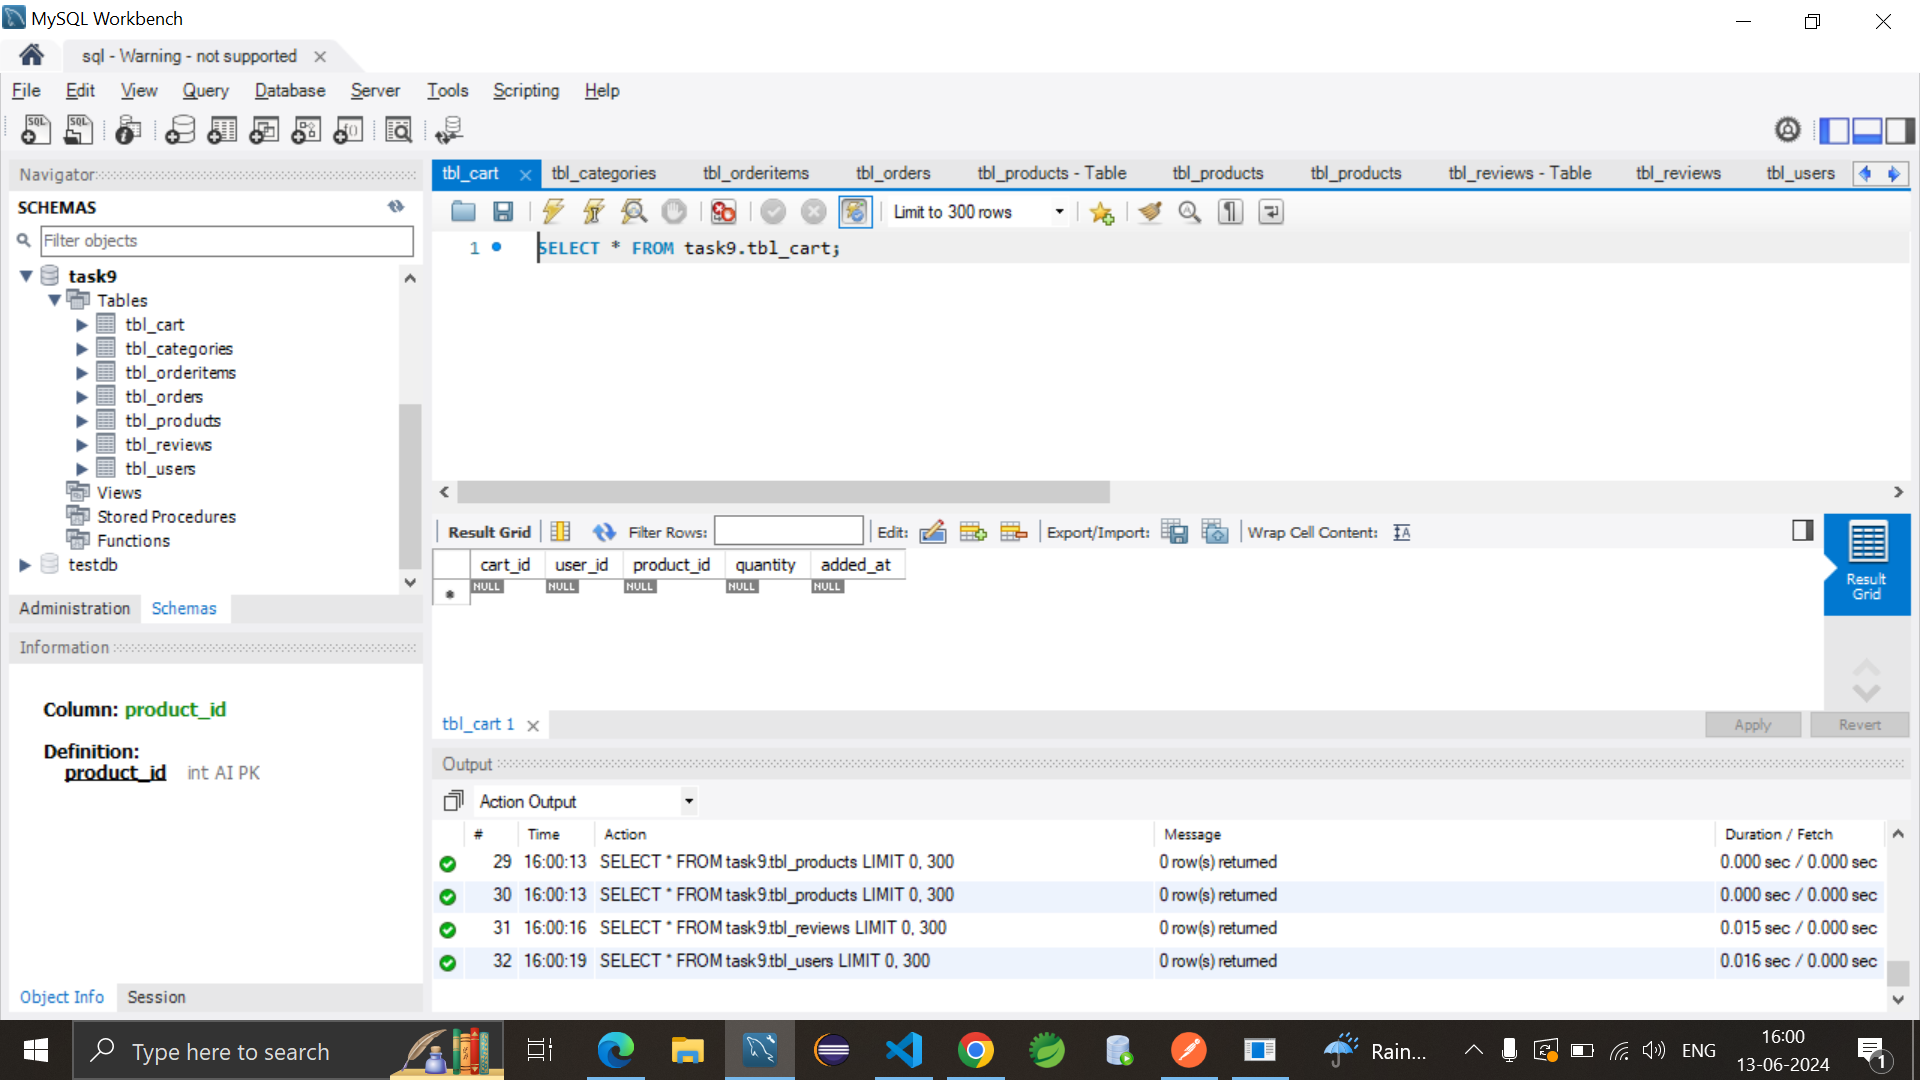 MySQL Workbench
sql - Warning - not supported
File Edit View Query Database Server Tools Scripting Help
SQL SQL
Navigator
SCHEMAS
Filter objects
task9
Tables
tbl_cart
tbl_categories
tbl_orderitems
tbl_orders
tbl_products
tbl_reviews
tbl_users
Views
Stored Procedures
Functions
testdb
Administration Schemas
Information
Column: product_id
Definition:
product_id int AI PK
Object Info Session
tbl_cart tbl_categories tbl_orderitems tbl_orders tbl_products - Table tbl_products tbl_products tbl_reviews - Table tbl_reviews tbl_users
Limit to 300 rows
1 SELECT * FROM task9.tbl_cart;
Result Grid Filter Rows: Edit: Export/Import: Wrap Cell Content:
cart_id user_id product_id quantity added_at
NULL NULL NULL NULL NULL
Result
Grid
tbl_cart 1
Apply Revert
Output
Action Output
# Time Action Message Duration / Fetch
29 16:00:13 SELECT * FROM task9.tbl_products LIMIT 0, 300 0 row(s) returned 0.000 sec / 0.000 sec
30 16:00:13 SELECT * FROM task9.tbl_products LIMIT 0, 300 0 row(s) returned 0.000 sec / 0.000 sec
31 16:00:16 SELECT * FROM task9.tbl_reviews LIMIT 0, 300 0 row(s) returned 0.015 sec / 0.000 sec
32 16:00:19 SELECT * FROM task9.tbl_users LIMIT 0, 300 0 row(s) returned 0.016 sec / 0.000 sec
Type here to search
Rain...
ENG
16:00
13-06-2024
1